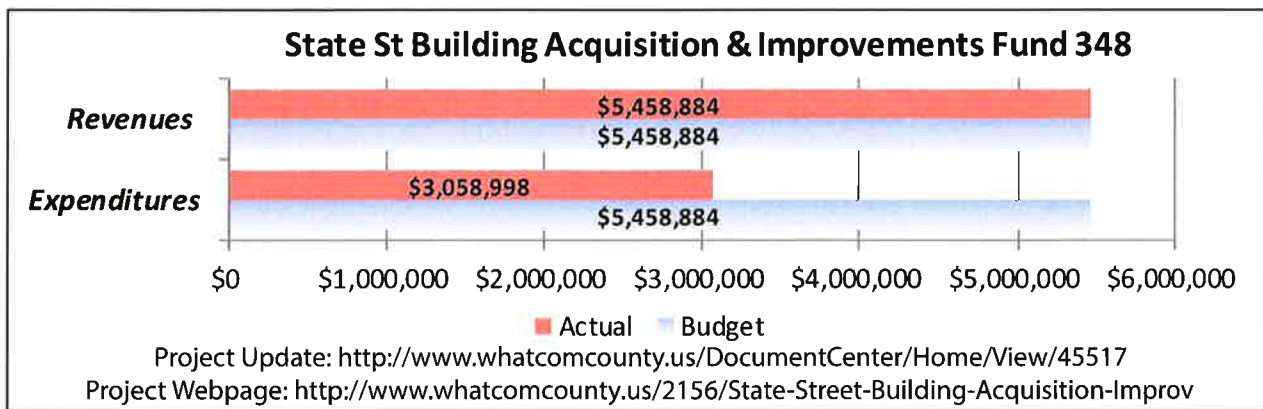 State St Building Acquisition & Improvements Fund 348
Revenues
$5,458,884
$5,458,884
Expenditures
$3,058,998
$5,458,884
$0 $1,000,000 $2,000,000 $3,000,000 $4,000,000 $5,000,000 $6,000,000
Actual Budget
Project Update: http://www.whatcomcounty.us/DocumentCenter/Home/View/45517
Project Webpage: http://www.whatcomcounty.us/2156/State-Street-Building-Acquisition-Improv